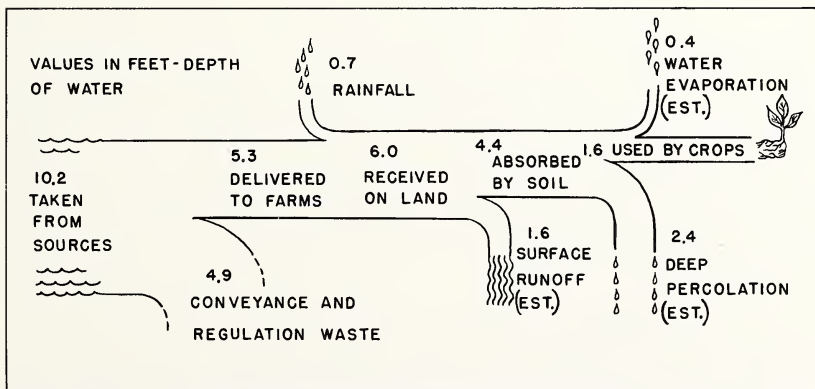 VALUES IN FEET-DEPTH
OF WATER
0.7
RAINFALL
0.4
WATER
EVAPORATION
(EST.)
10.2
TAKEN
FROM
SOURCES
5.3
DELIVERED
TO FARMS
6.0
RECEIVED
ON LAND
4.4
ABSORBED
BY SOIL
1.6 USED BY CROPS
4.9
CONVEYANCE AND
REGULATION WASTE
1.6
SURFACE
RUNOFF
(EST.)
2.4
DEEP
PERCOLATION
(EST.)